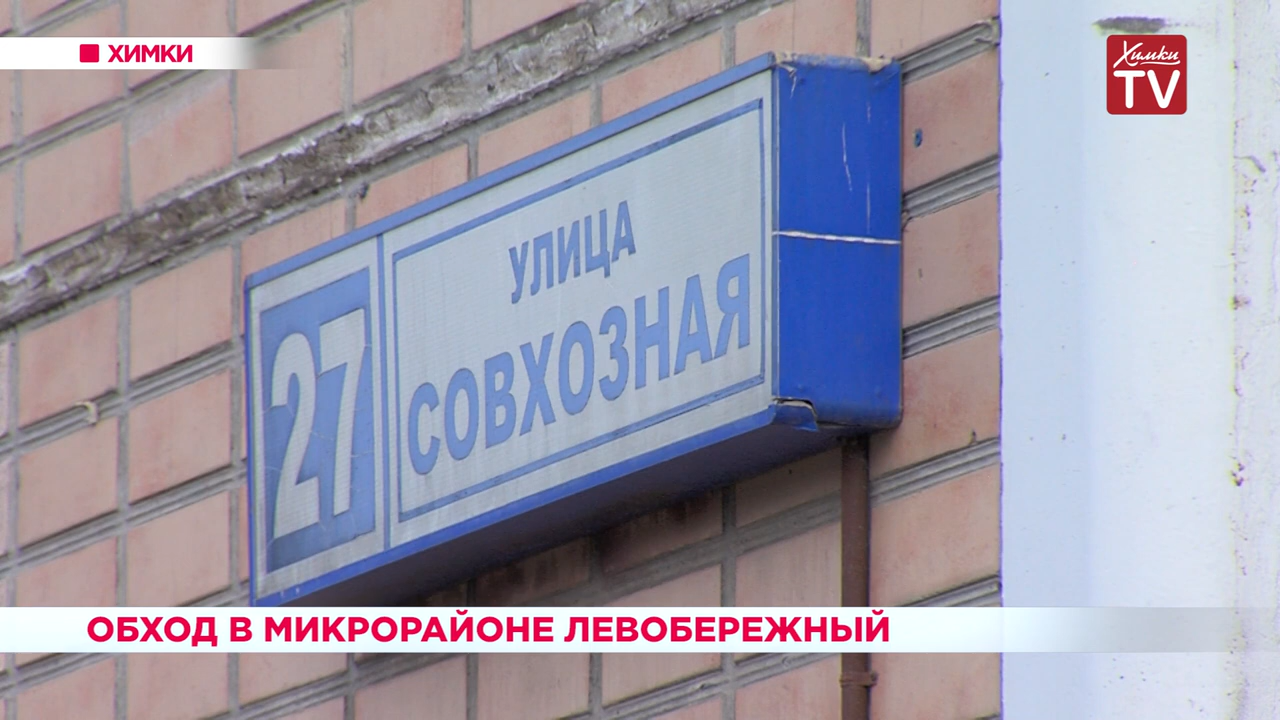 ХИМКИ
Химки
TV
УЛИЦА
27 СОВХОЗНАЯ
ОБХОД В МИКРОРАЙОНЕ ЛЕВОБЕРЕЖНЫЙ